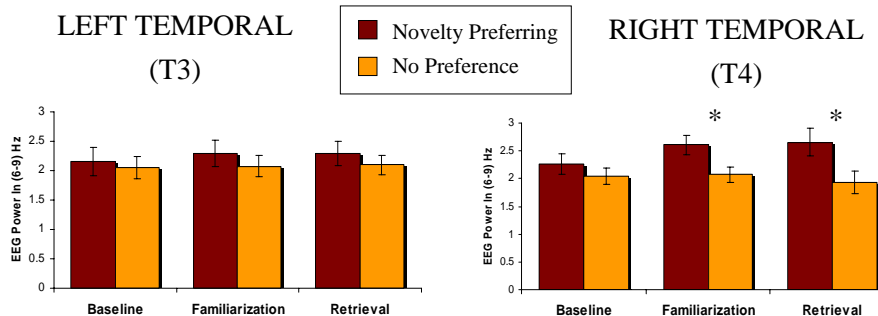 LEFT TEMPORAL
(T3)
Novelty Preferring
No Preference
RIGHT TEMPORAL
(T4)
EEG Power In (6-9) Hz
3
2.5
2
1.5
1
0.5
0
Baseline
Familiarization
Retrieval
EEG Power In (6-9) Hz
3
2.5
2
1.5
1
0.5
0
*
*
Baseline
Familiarization
Retrieval